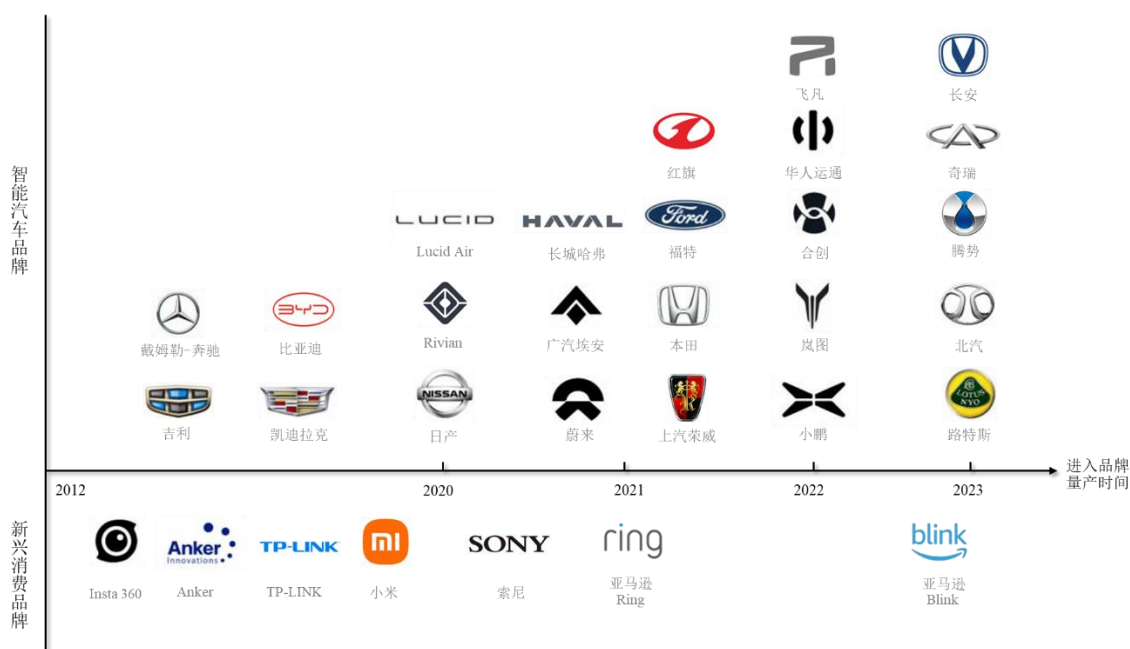 飞凡
长安
红旗
华人运通
奇瑞
LUCID
HAVAL
Ford
Lucid Air
长城哈弗
福特
合创
腾势
BYD
戴姆勒-奔驰
比亚迪
Rivian
广汽埃安
本田
岚图
北汽
NISSAN
LOTUS
吉利
凯迪拉克
日产
蔚来
上汽荣威
小鹏
路特斯
智能汽车品牌
进入品牌
量产时间
2012
2020
2021
2022
2023
新兴消费品牌
Anker
Innovations
TP-LINK
mi
SONY
ring
blink
Insta 360
Anker
TP-LINK
小米
索尼
亚马逊
Ring
亚马逊
Blink